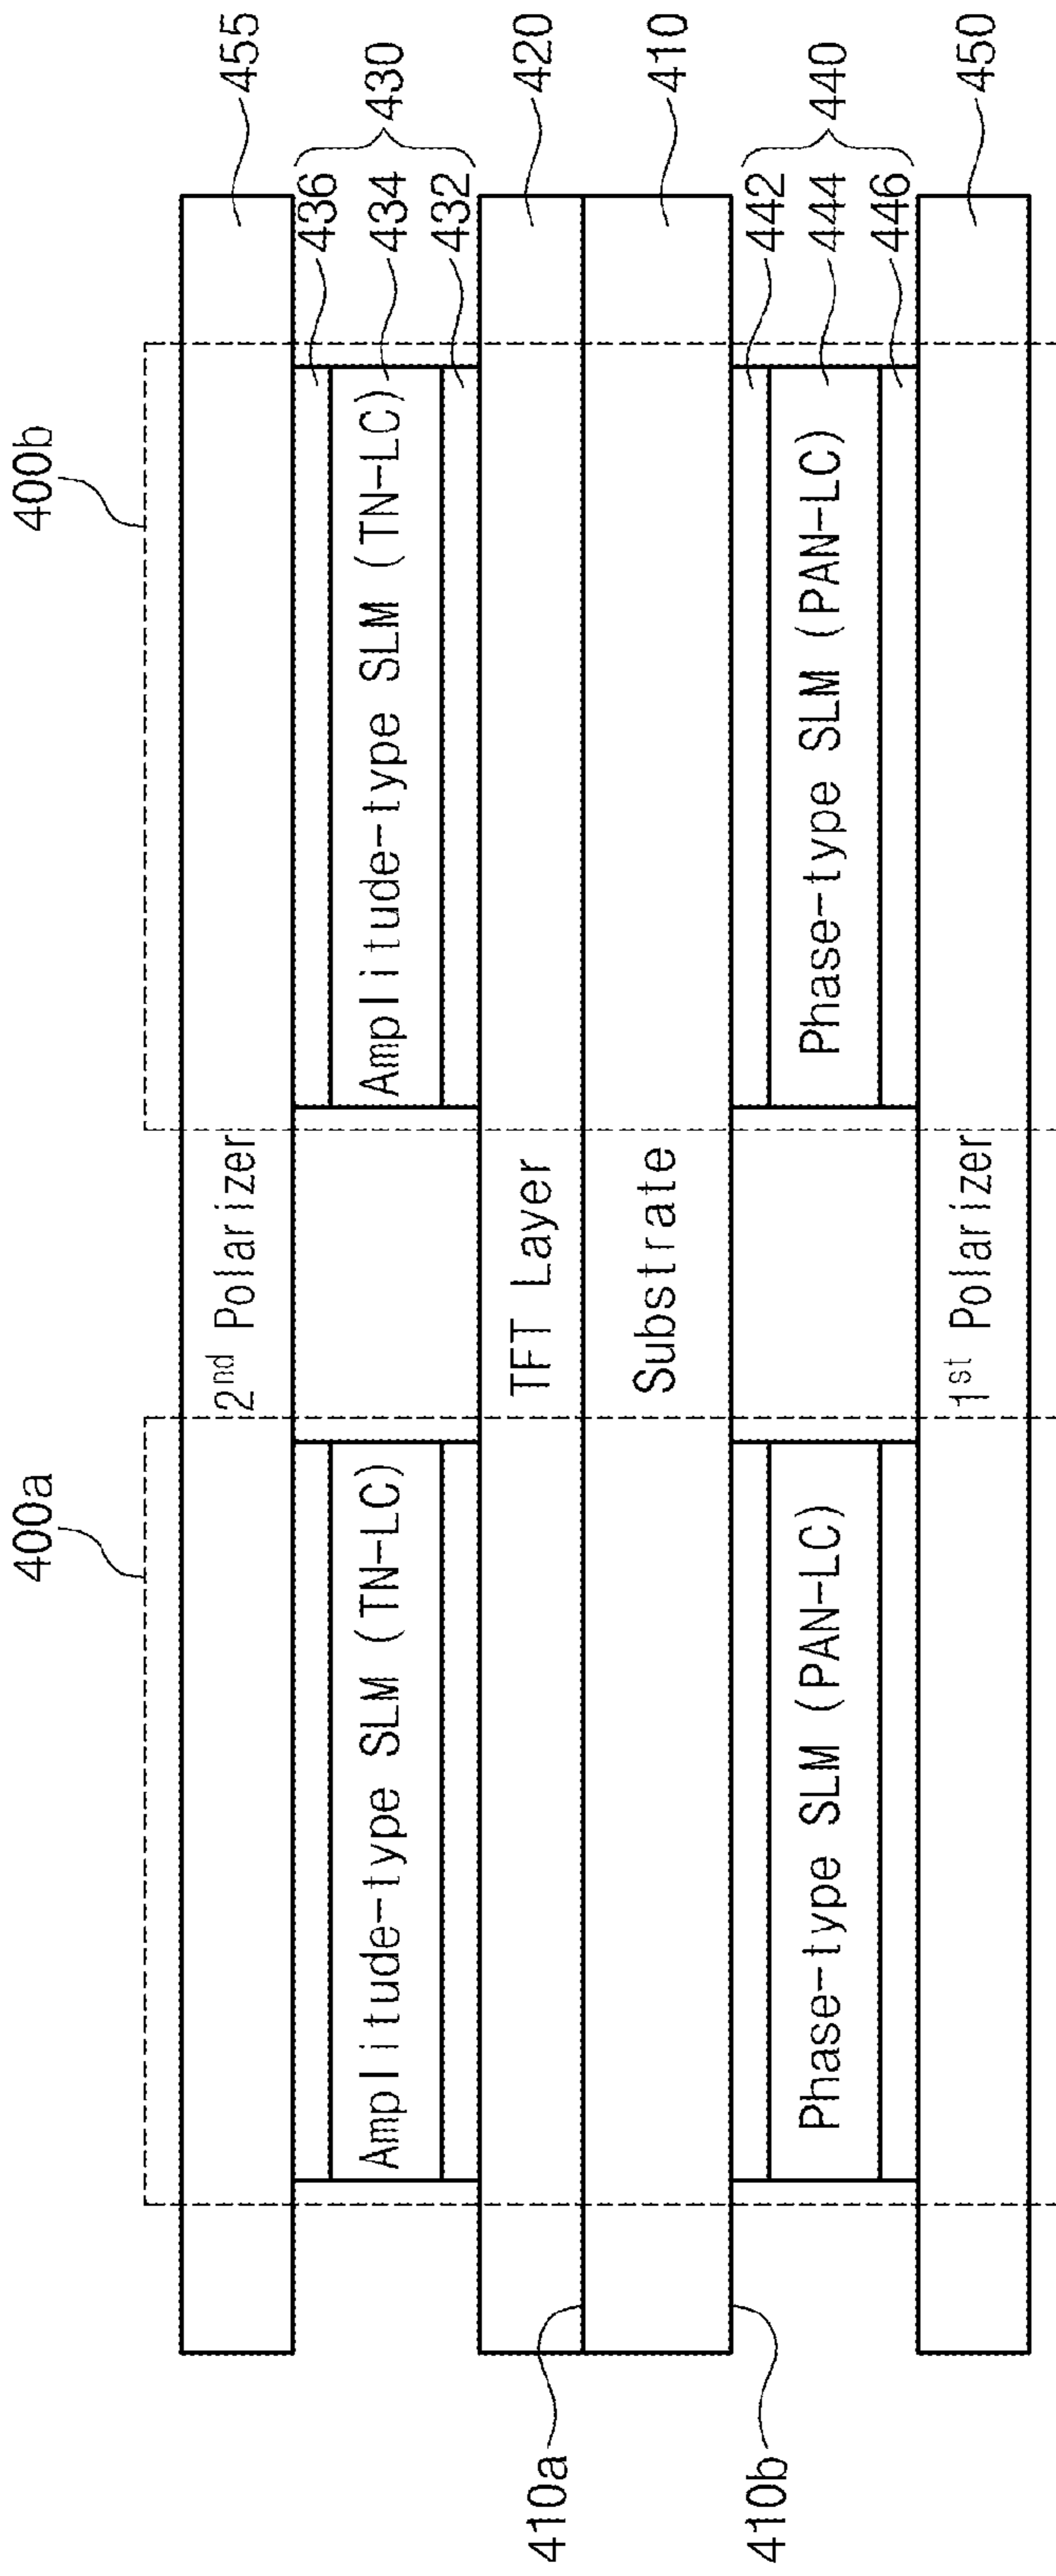 400a
400b
2nd Polarizer
455
436
Amplitude-type SLM (TN-LC)
Amplitude-type SLM (TN-LC)
434
430
432
TFT Layer
420
410a
Substrate
410
410b
442
Phase-type SLM (PAN-LC)
Phase-type SLM (PAN-LC)
444
440
446
1st Polarizer
450